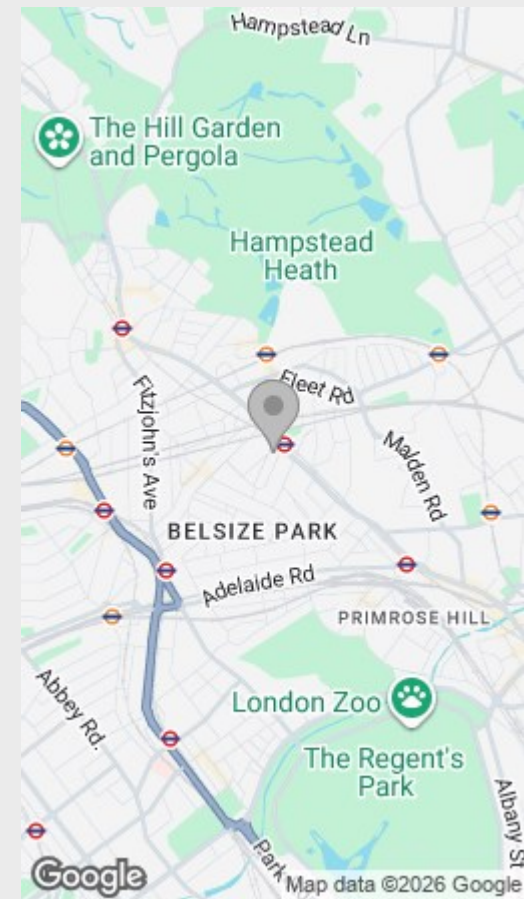 Hampstead Ln
The Hill Garden
and Pergola
Hampstead
Heath
Fleet Rd
Fitzjohn's Ave
Malden Rd
BELSIZE PARK
Adelaide Rd
PRIMROSE HILL
Abbey Rd.
London Zoo
The Regent's
Park
Albany St
Park
Google
Map data ©2026 Google